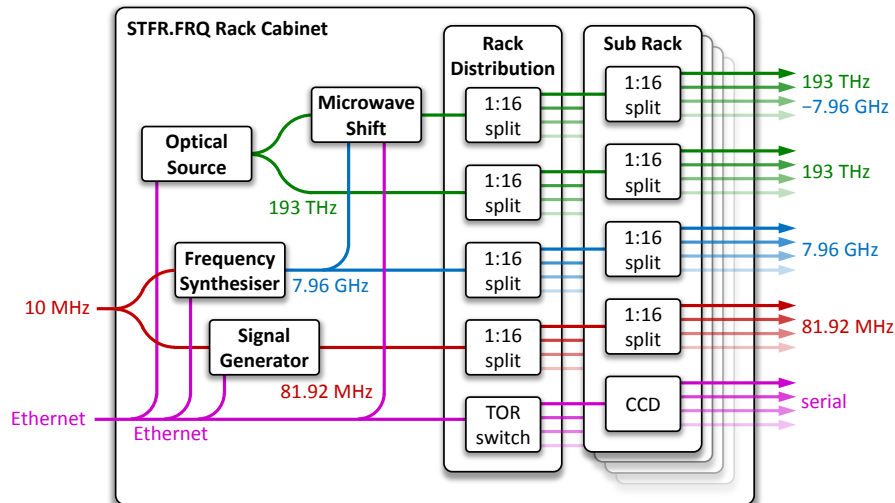 STFR.FRQ Rack Cabinet
Rack
Distribution
Sub Rack
Microwave
Shift
Optical
Source
193 THz
1:16
split
1:16
split
193 THz
−7.96 GHz
1:16
split
1:16
split
193 THz
Frequency
Synthesiser
7.96 GHz
1:16
split
1:16
split
7.96 GHz
10 MHz
Signal
Generator
81.92 MHz
1:16
split
1:16
split
81.92 MHz
Ethernet
Ethernet
TOR
switch
CCD
serial